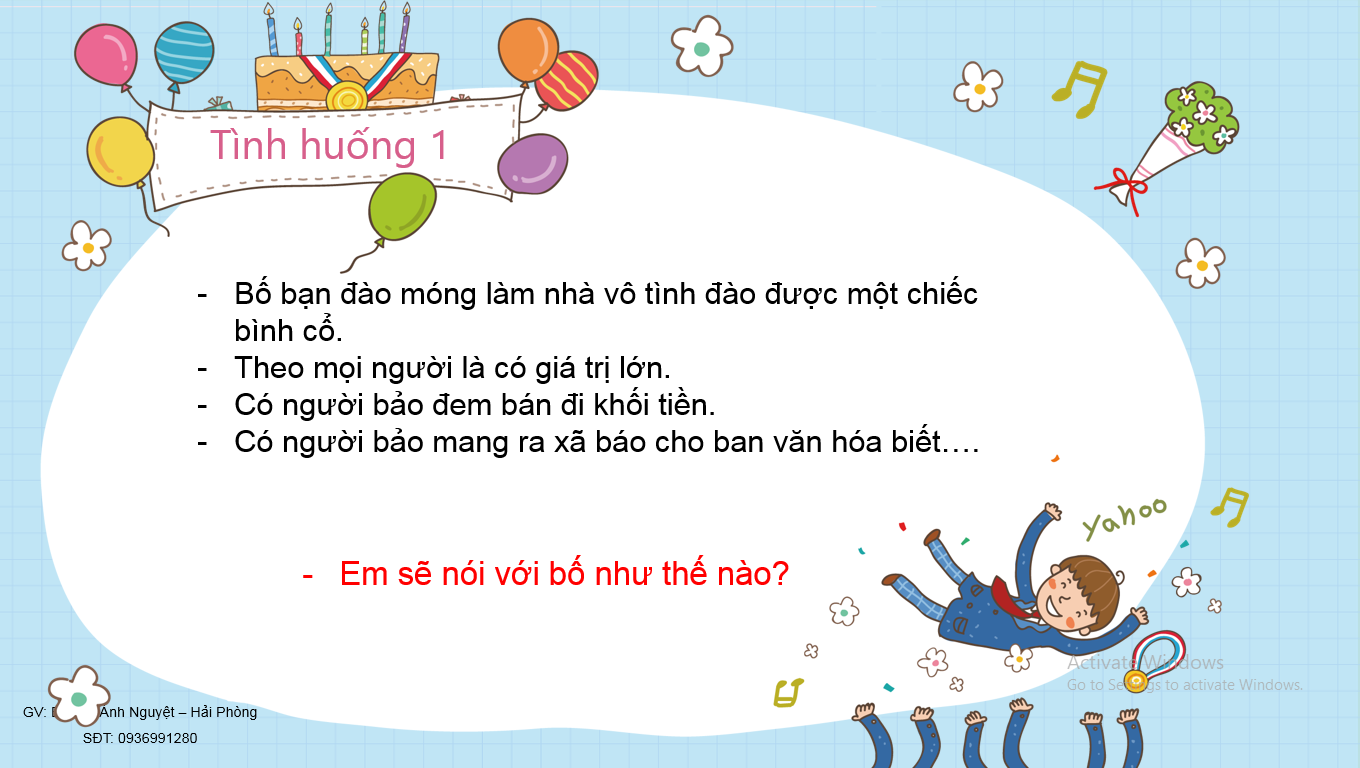 Tình huống 1
- Bố bạn đào móng làm nhà vô tình đào được một chiếc
bình cổ.
- Theo mọi người là có giá trị lớn.
- Có người bảo đem bán đi khối tiền.
- Có người bảo mang ra xã báo cho ban văn hóa biết….
- Em sẽ nói với bố như thế nào?
Yahoo
Activate Windows
Go to Settings to activate Windows.
GV: Anh Nguyệt – Hải Phòng
SĐT: 0936991280